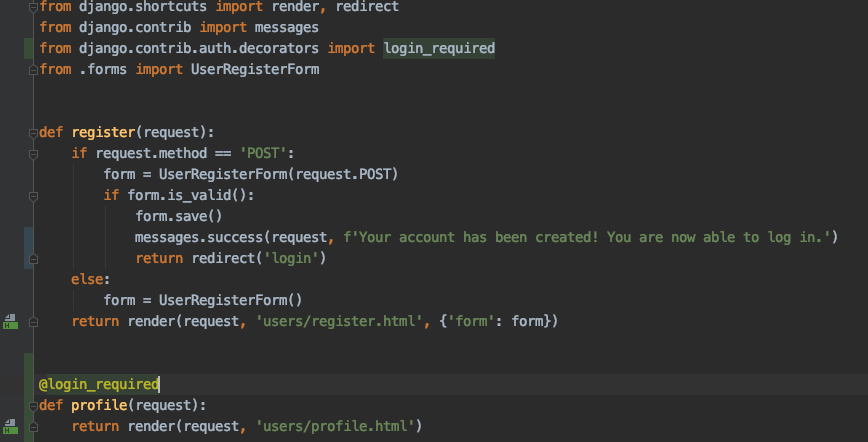 from django.shortcuts import render, redirect
from django.contrib import messages
from django.contrib.auth.decorators import login_required
from .forms import UserRegisterForm
def register(request):
    if request.method == 'POST':
        form = UserRegisterForm(request.POST)
        if form.is_valid():
            form.save()
            messages.success(request, f'Your account has been created! You are now able to log in.')
            return redirect('login')
    else:
        form = UserRegisterForm()
    return render(request, 'users/register.html', {'form': form})
@login_required
def profile(request):
    return render(request, 'users/profile.html')